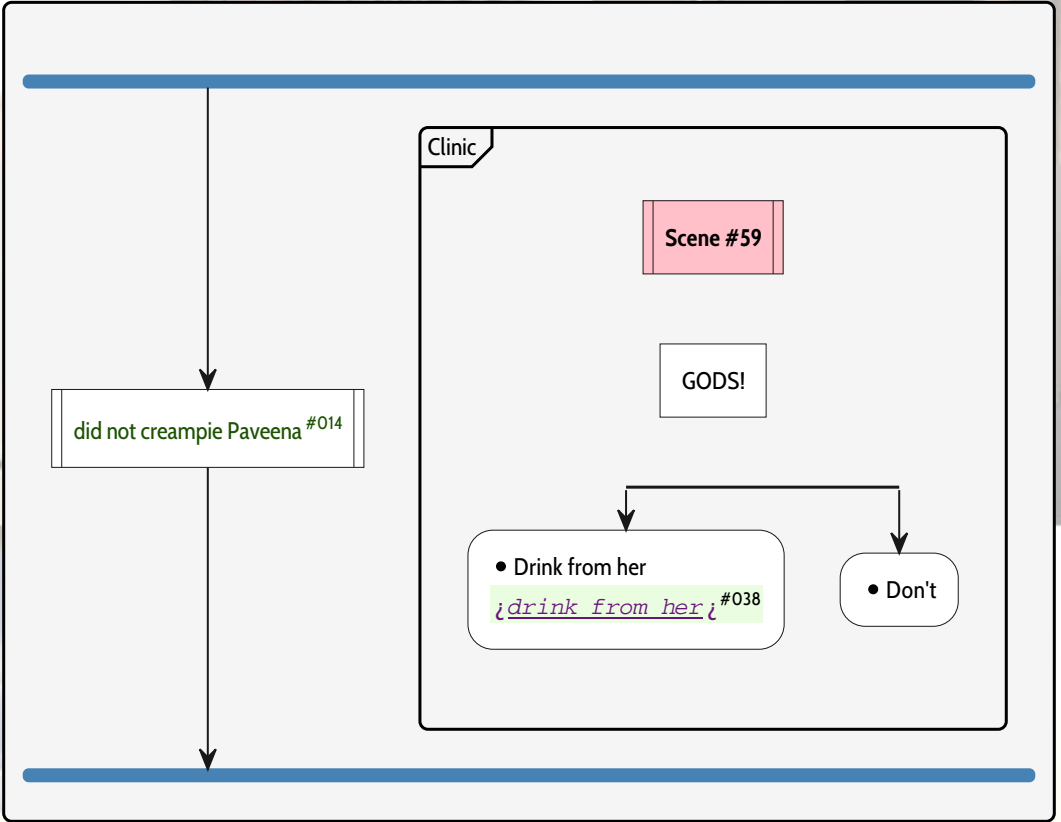 Clinic
Scene #59
GODS!
did not creampie Paveena #014
• Drink from her
¿drink from her¿ #038
• Don't